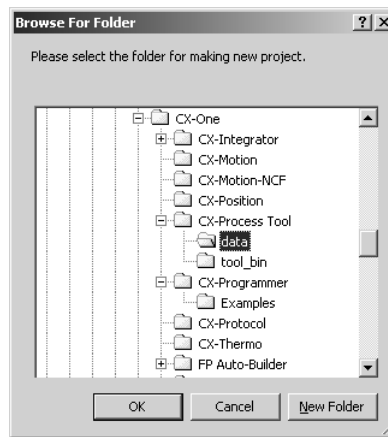 Browse For Folder
Please select the folder for making new project.
CX-One
CX-Integrator
CX-Motion
CX-Motion-NCF
CX-Position
CX-Process Tool
data
tool_bin
CX-Programmer
Examples
CX-Protocol
CX-Thermo
FP Auto-Builder
OK Cancel New Folder